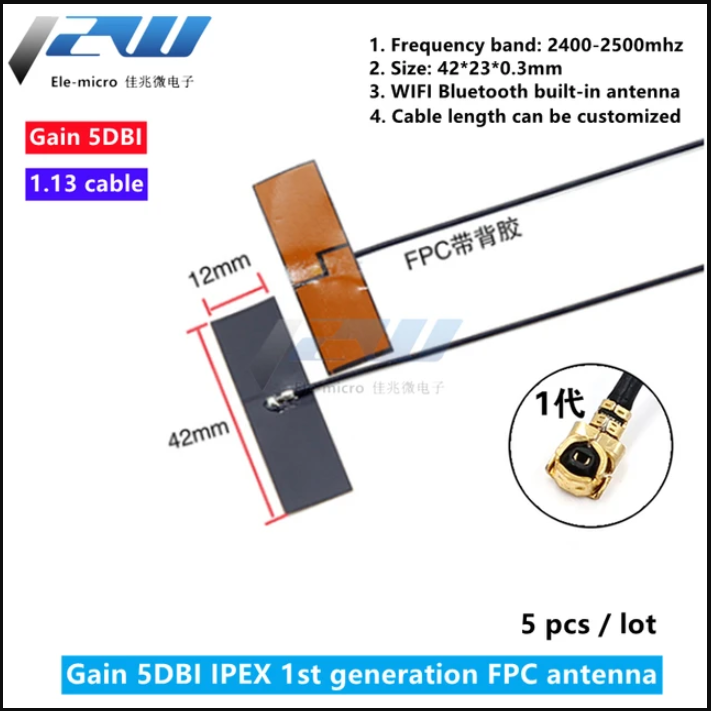 Ele-micro 佳兆微电子
1. Frequency band: 2400-2500mhz
2. Size: 42*23*0.3mm
3. WIFI Bluetooth built-in antenna
4. Cable length can be customized
Gain 5DBI
1.13 cable
FPC带背胶
12mm
Ele-micro 佳兆微电子
42mm
1代
5 pcs / lot
Gain 5DBI IPEX 1st generation FPC antenna